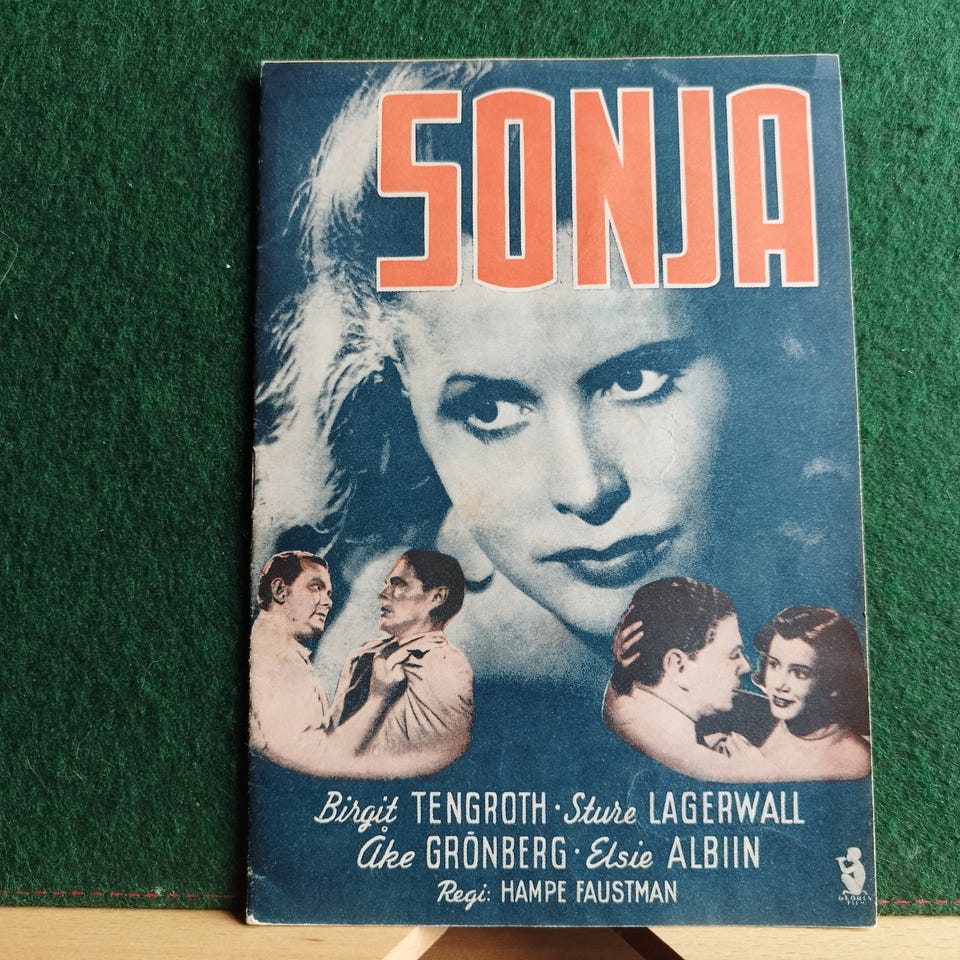 SONJA
Birgit TENGROTH · Sture LAGERWALL
Åke GRÖNBERG · Elsie ALBIIN
Regi: HAMPE FAUSTMAN